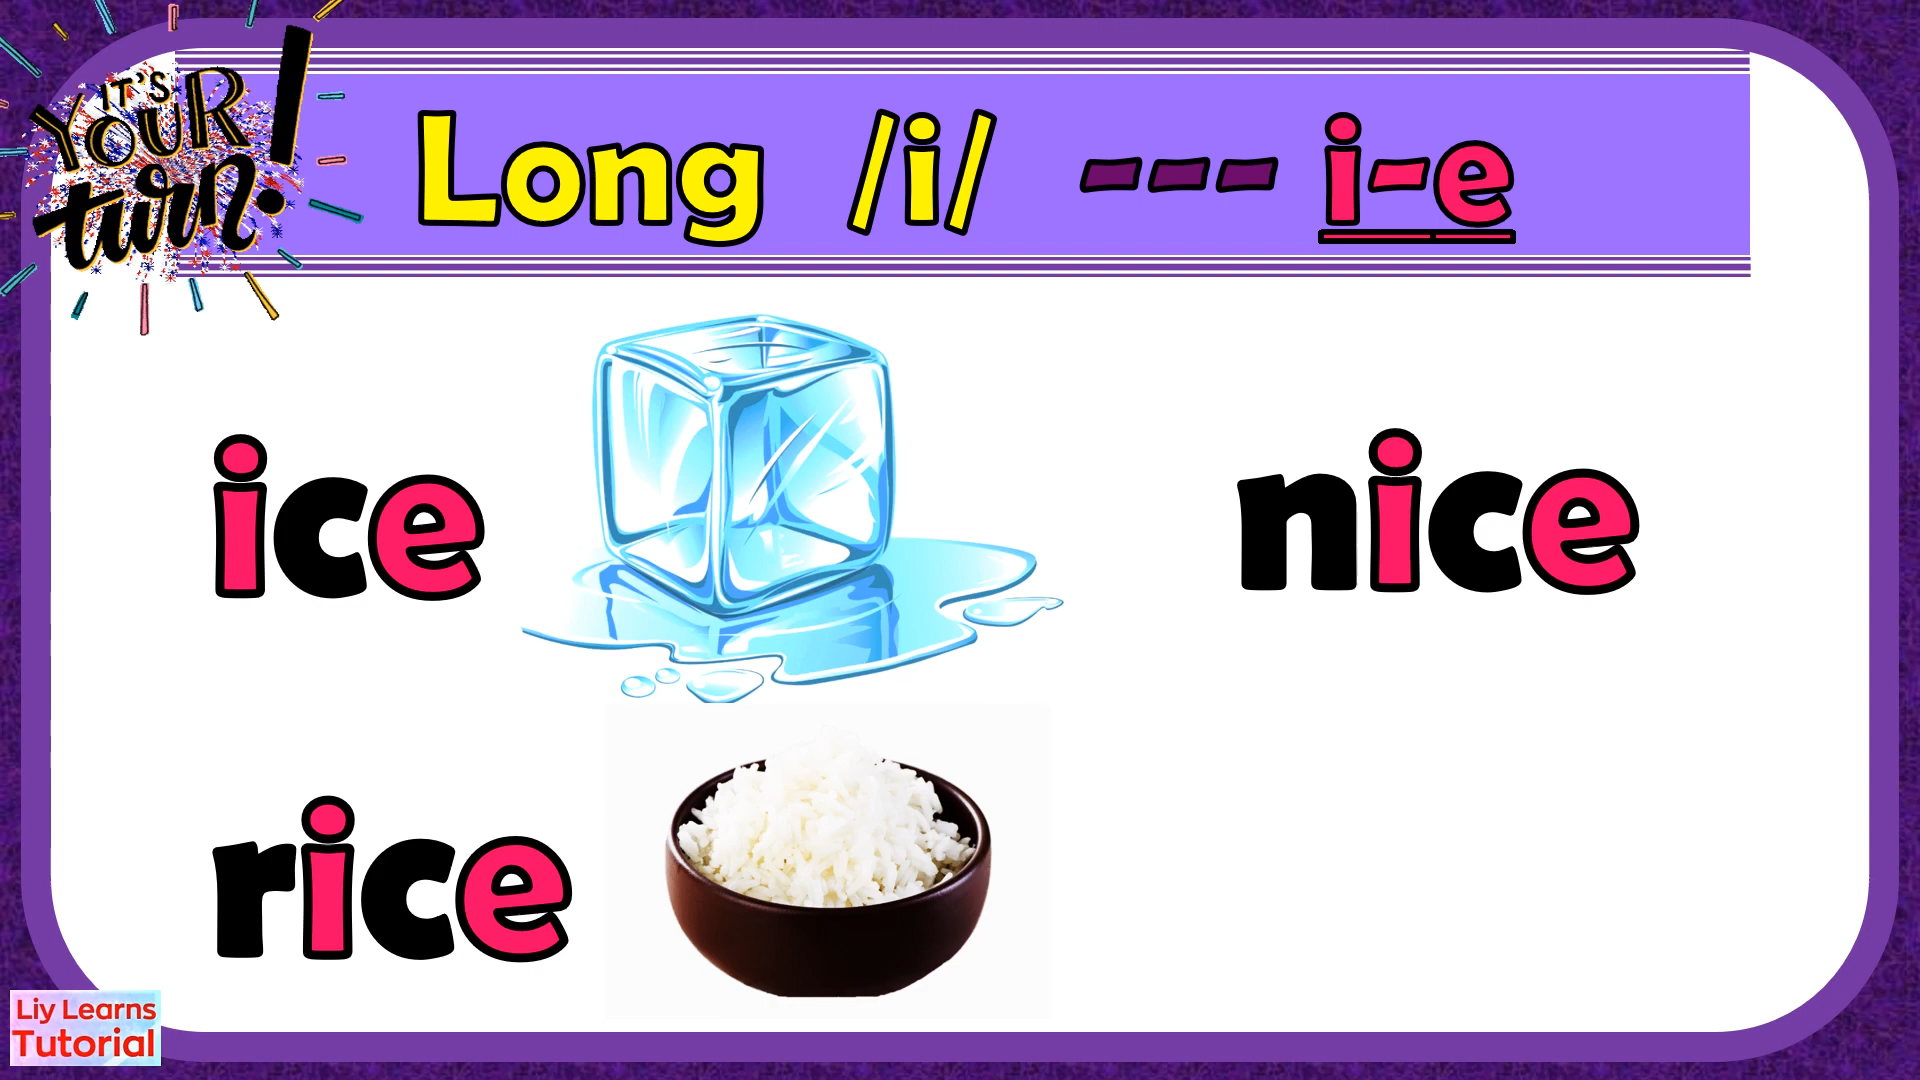 IT'S
YOUR!
turn.
Long /i/ --- i-e
ice
nice
rice
Liy Learns
Tutorial